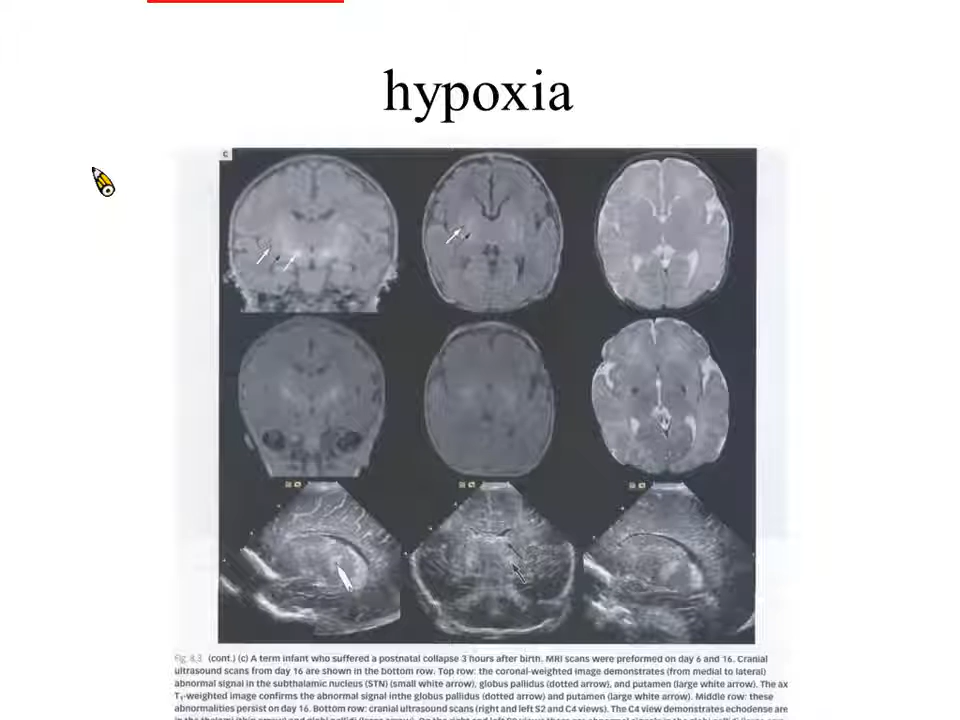 hypoxia
C
Fig. 8.3 (cont.) (c) A term infant who suffered a postnatal collapse 3 hours after birth. MRI scans were preformed on day 6 and 16. Cranial
ultrasound scans from day 16 are shown in the bottom row. Top row: the coronal-weighted image demonstrates (from medial to lateral)
abnormal signal in the subthalamic nucleus (STN) (small white arrow), globus pallidus (dotted arrow), and putamen (large white arrow). The ax
T₁-weighted image confirms the abnormal signal inthe globus pallidus (dotted arrow) and putamen (large white arrow). Middle row: these
abnormalities persist on day 16. Bottom row: cranial ultrasound scans (right and left S2 and C4 views). The C4 view demonstrates echodense are